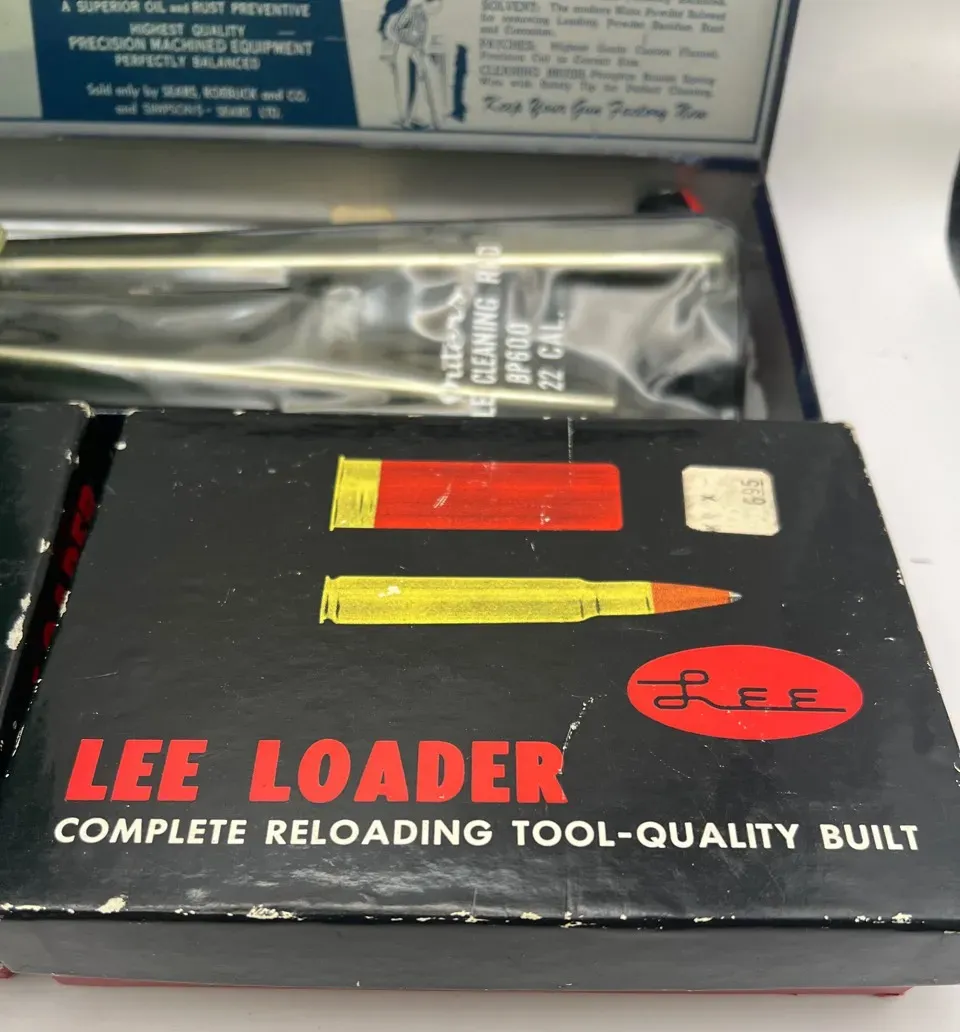 A SUPERIOR OIL and RUST PREVENTIVE
HIGHEST QUALITY
PRECISION MACHINED EQUIPMENT
PERFECTLY BALANCED
Sold only by SEARS, ROEBUCK and CO.
and SIMPSON'S - SEARS LTD.
SOLVENT: The modern White Powder Solvent
for removing Leading, Powder Residue, Rust
and Corrosion.
PATCHES, Highest Grade Cotton Flannel,
Precision Cut to Correct Size.
CLEANING BRUSH Phosphor Bronze Spring
Wire with Safety Tip for Perfect Cleaning.
Keep Your Gun Factory New
CLEANING ROD
BP600
22 CAL.
695
LEE
LEE LOADER
COMPLETE RELOADING TOOL-QUALITY BUILT